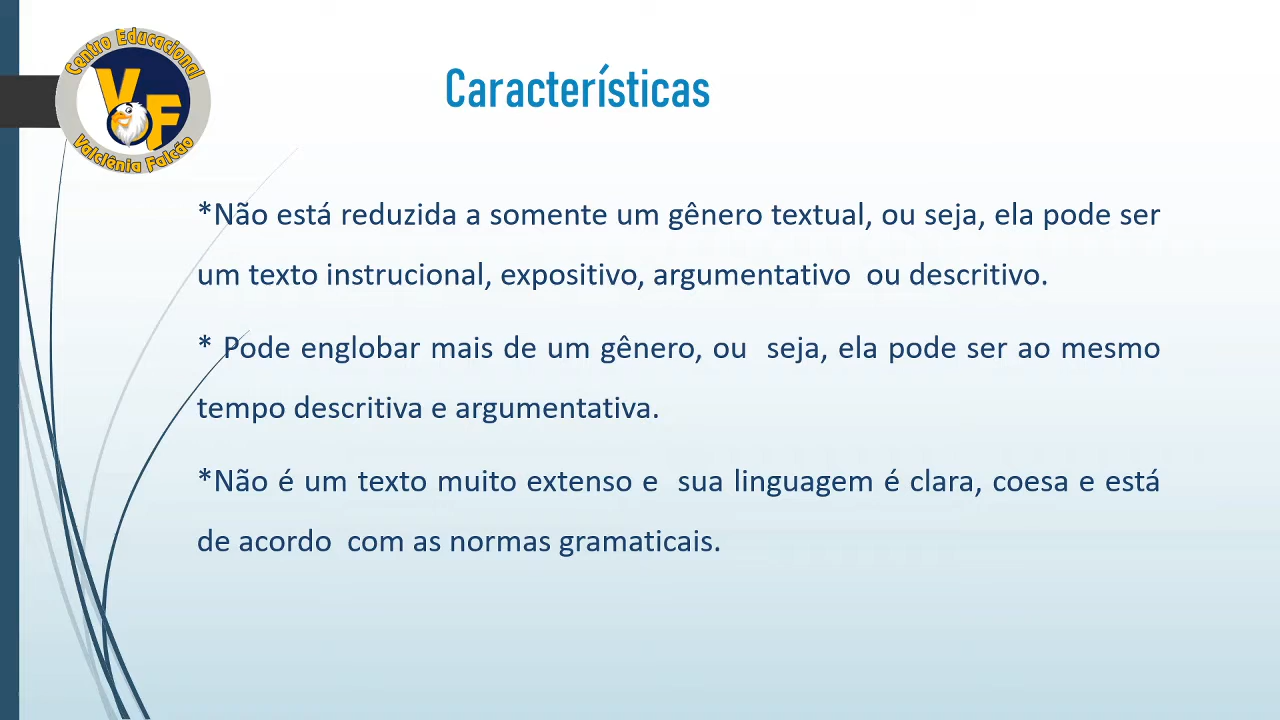 Centro Educacional
VF
Valclênia Falcão
Características
*Não está reduzida a somente um gênero textual, ou seja, ela pode ser
um texto instrucional, expositivo, argumentativo  ou descritivo.
* Pode englobar mais de um gênero, ou  seja, ela pode ser ao mesmo
tempo descritiva e argumentativa.
*Não é um texto muito extenso e  sua linguagem é clara, coesa e está
de acordo  com as normas gramaticais.